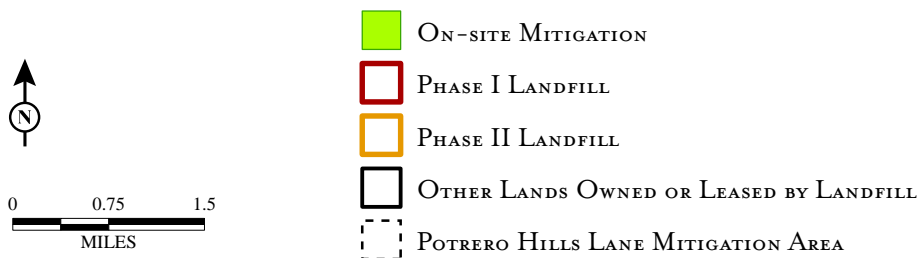 On-site Mitigation
Phase I Landfill
N
Phase II Landfill
Other Lands Owned or Leased by Landfill
0 0.75 1.5
MILES
Potrero Hills Lane Mitigation Area